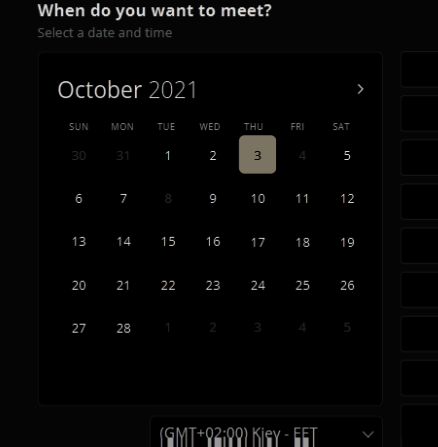 When do you want to meet?
Select a date and time
October 2021 >
SUN MON TUE WED THU FRI SAT
30 31 1 2 3 4 5
6 7 8 9 10 11 12
13 14 15 16 17 18 19
20 21 22 23 24 25 26
27 28 1 2 3 4 5
(GMT+02:00) Kiev - EET